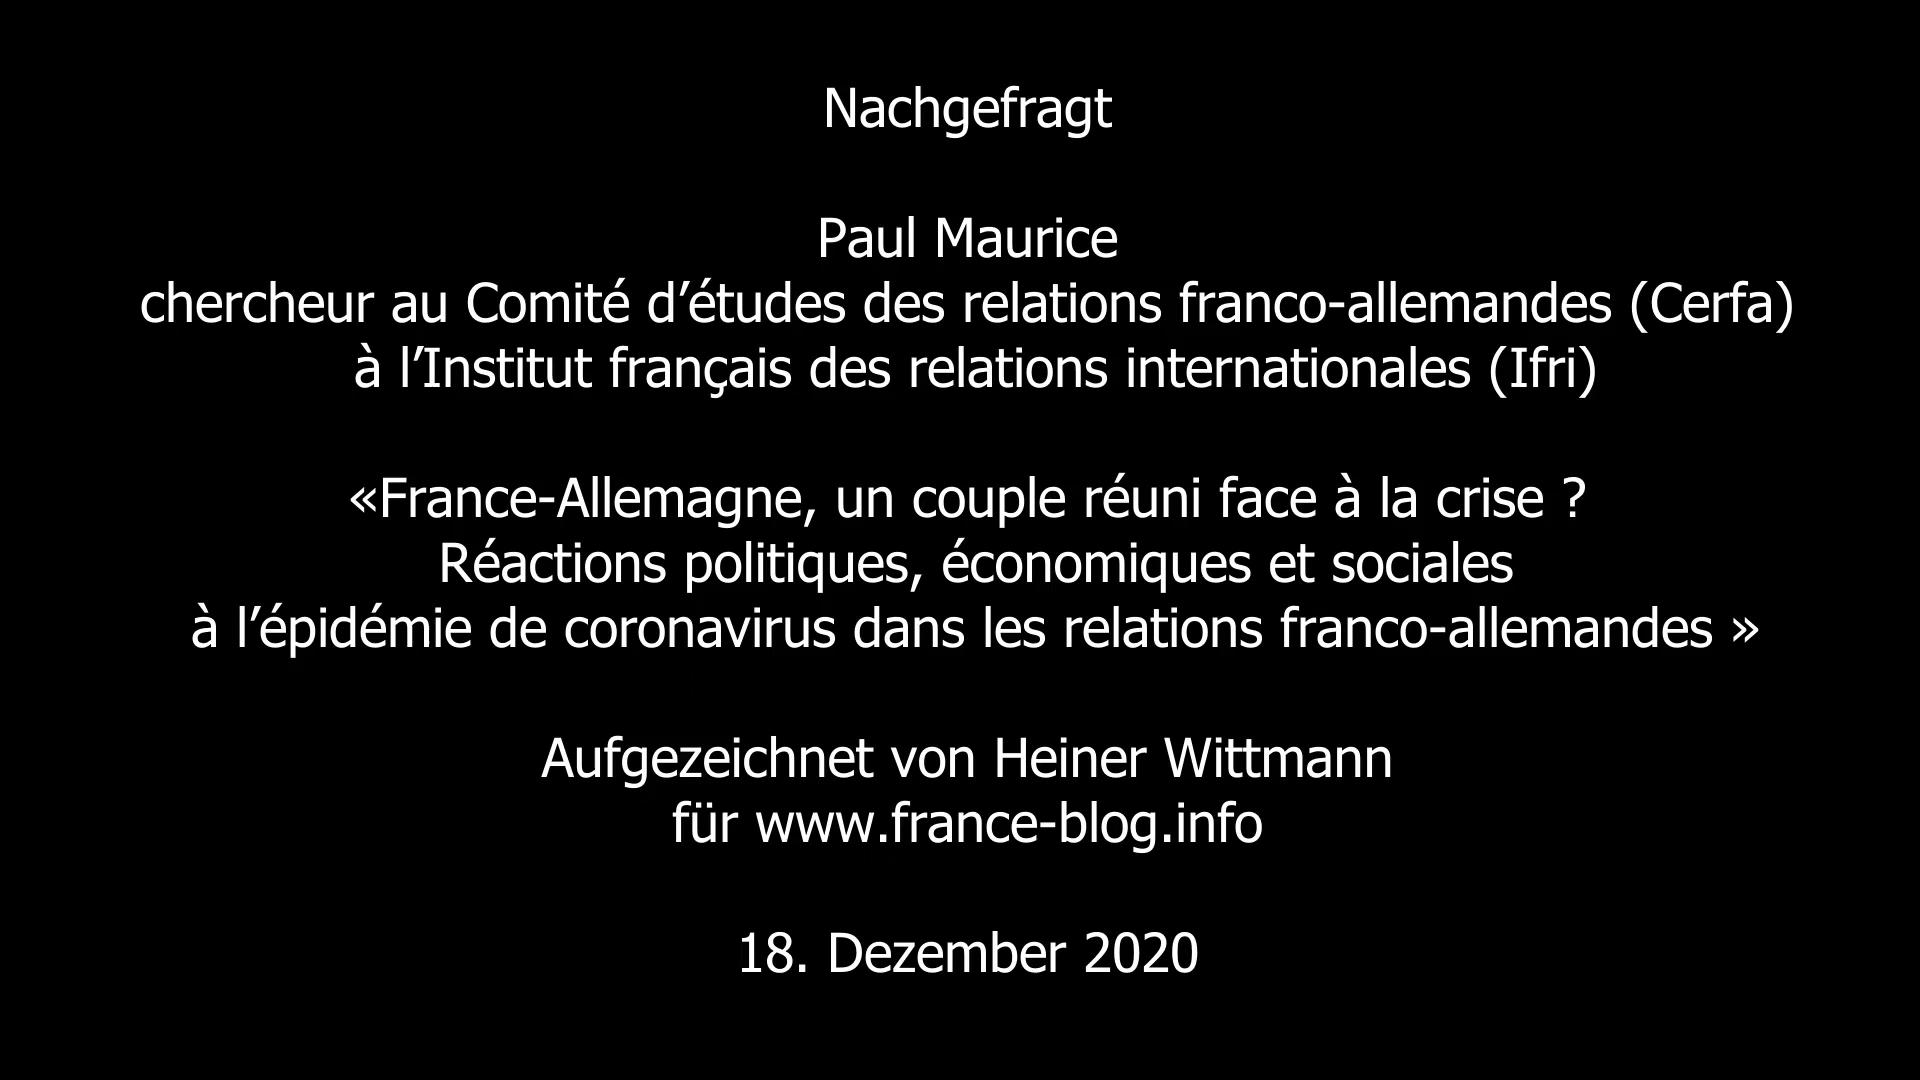 Nachgefragt
Paul Maurice
chercheur au Comité d’études des relations franco-allemandes (Cerfa)
à l’Institut français des relations internationales (Ifri)
«France-Allemagne, un couple réuni face à la crise ?
Réactions politiques, économiques et sociales
à l’épidémie de coronavirus dans les relations franco-allemandes »
Aufgezeichnet von Heiner Wittmann
für www.france-blog.info
18. Dezember 2020